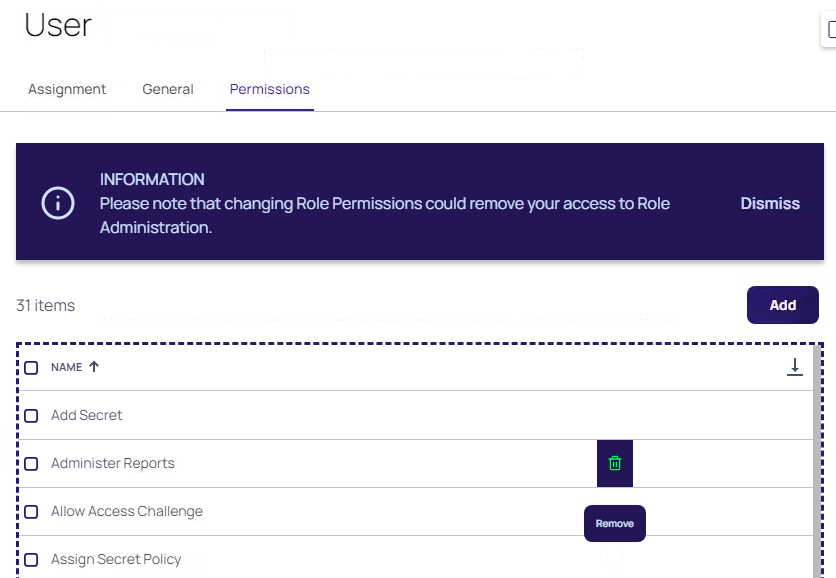 User
Assignment General Permissions
INFORMATION
Please note that changing Role Permissions could remove your access to Role
Administration.
Dismiss
31 items
Add
NAME
Add Secret
Administer Reports
Allow Access Challenge
Remove
Assign Secret Policy